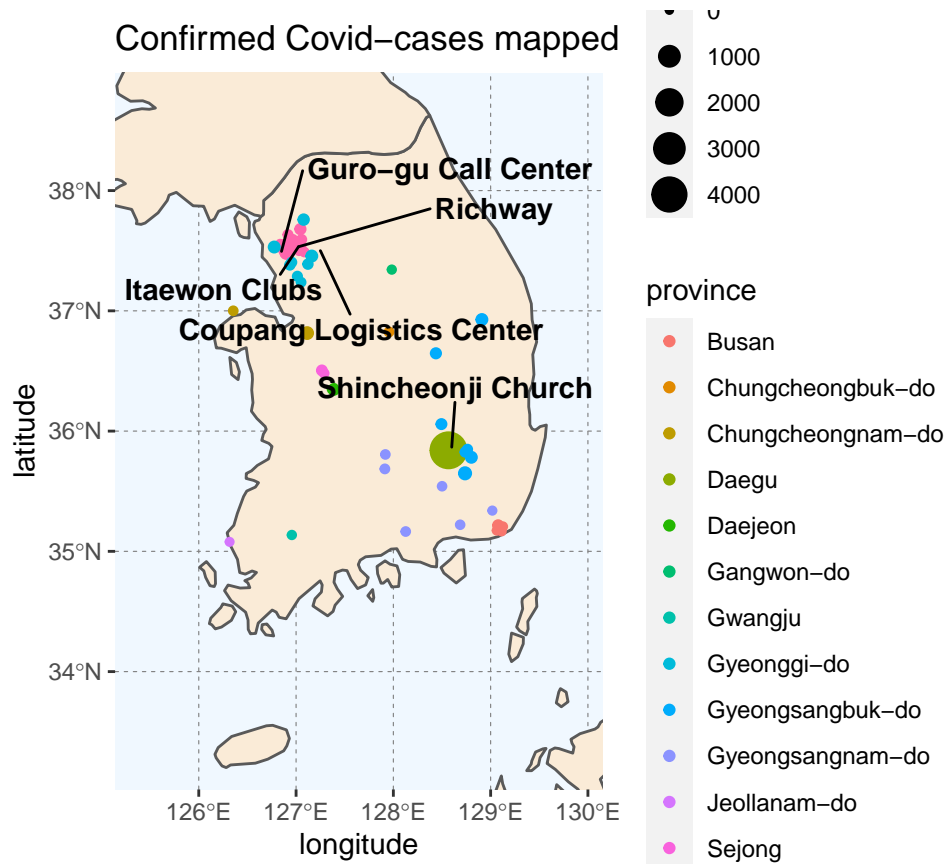 Confirmed Covid−cases mapped
0
1000
2000
3000
4000
Guro−gu Call Center
Richway
Itaewon Clubs
Coupang Logistics Center
Shincheonji Church
38°N
37°N
36°N
35°N
34°N
latitude
126°E
127°E
128°E
129°E
130°E
longitude
province
Busan
Chungcheongbuk−do
Chungcheongnam−do
Daegu
Daejeon
Gangwon−do
Gwangju
Gyeonggi−do
Gyeongsangbuk−do
Gyeongsangnam−do
Jeollanam−do
Sejong